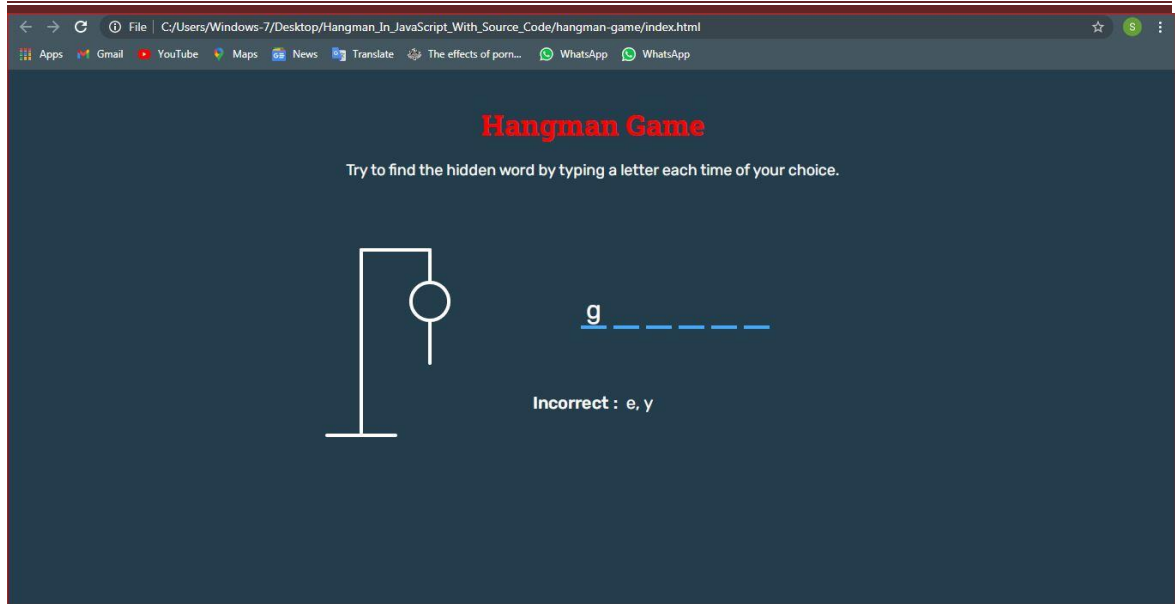 File | C:/Users/Windows-7/Desktop/Hangman_In_JavaScript_With_Source_Code/hangman-game/index.html S
Apps Gmail YouTube Maps News Translate The effects of porn... WhatsApp WhatsApp
Hangman Game
Try to find the hidden word by typing a letter each time of your choice.
g _ _ _ _ _
Incorrect : e, y